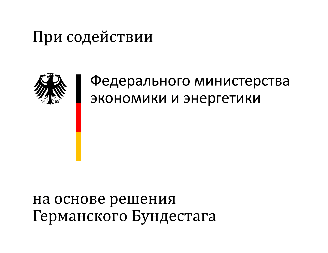 При содействии
Федерального министерства
экономики и энергетики
на основе решения
Германского Бундестага